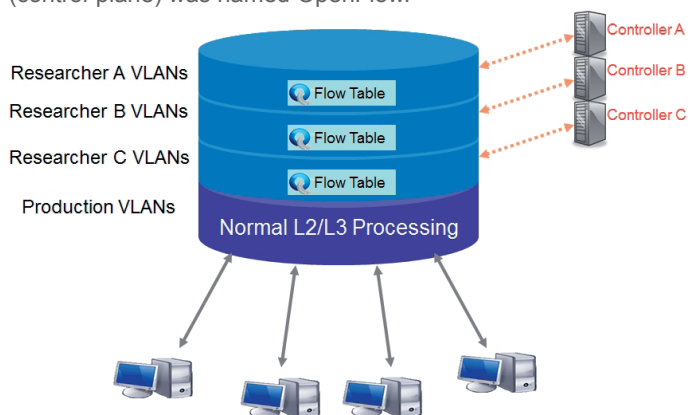 (control plane) was named OpenFlow.
Controller A
Researcher A VLANs
Controller B
Flow Table
Researcher B VLANs
Controller C
Flow Table
Researcher C VLANs
Flow Table
Production VLANs
Normal L2/L3 Processing